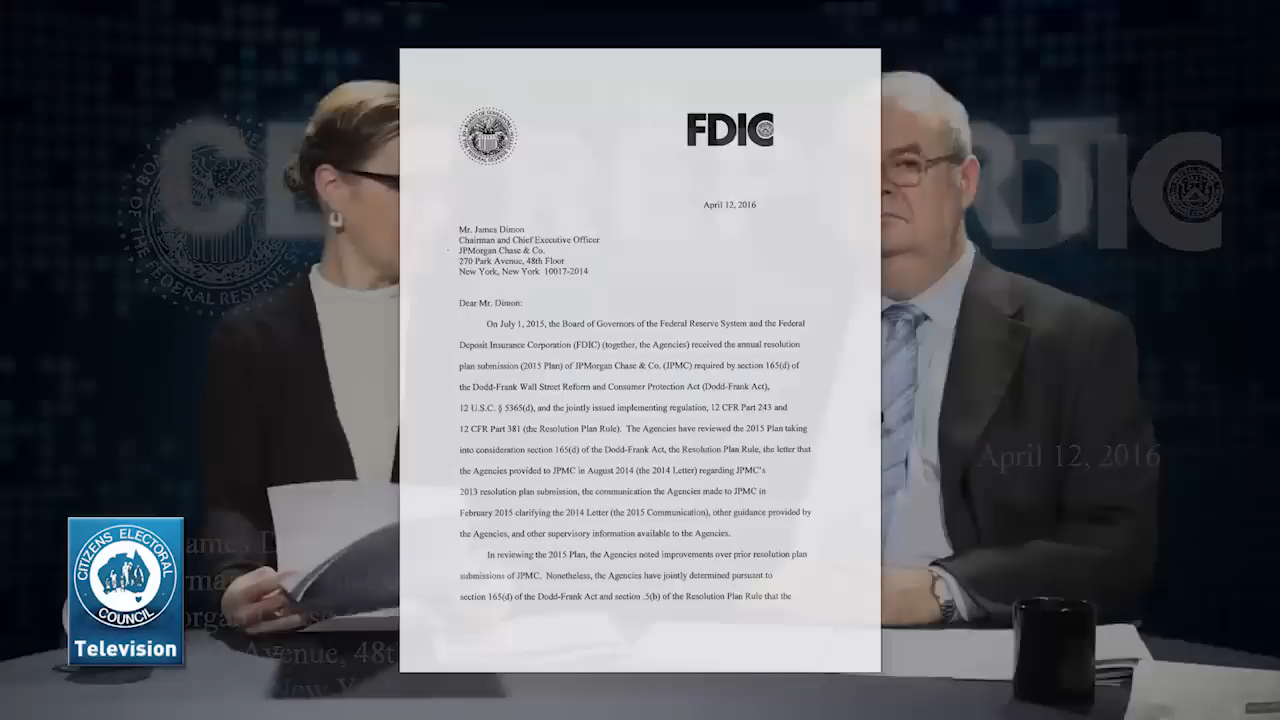 FDIC
April 12, 2016
Mr. James Dimon
Chairman and Chief Executive Officer
JPMorgan Chase & Co.
270 Park Avenue, 48th Floor
New York, New York 10017-2014
Dear Mr. Dimon:
On July 1, 2015, the Board of Governors of the Federal Reserve System and the Federal
Deposit Insurance Corporation (FDIC) (together, the Agencies) received the annual resolution
plan submission (2015 Plan) of JPMorgan Chase & Co. (JPMC) required by section 165(d) of
the Dodd-Frank Wall Street Reform and Consumer Protection Act (Dodd-Frank Act),
12 U.S.C. § 5365(d), and the jointly issued implementing regulation, 12 CFR Part 243 and
12 CFR Part 381 (the Resolution Plan Rule). The Agencies have reviewed the 2015 Plan taking
into consideration section 165(d) of the Dodd-Frank Act, the Resolution Plan Rule, the letter that
the Agencies provided to JPMC in August 2014 (the 2014 Letter) regarding JPMC's
2013 resolution plan submission, the communication the Agencies made to JPMC in
February 2015 clarifying the 2014 Letter (the 2015 Communication), other guidance provided by
the Agencies, and other supervisory information available to the Agencies.
In reviewing the 2015 Plan, the Agencies noted improvements over prior resolution plan
submissions of JPMC. Nonetheless, the Agencies have jointly determined pursuant to
section 165(d) of the Dodd-Frank Act and section .5(b) of the Resolution Plan Rule that the
April 12, 2016
Avenue, 48t
New Y
CITIZENS ELECTORAL
COUNCIL
Television